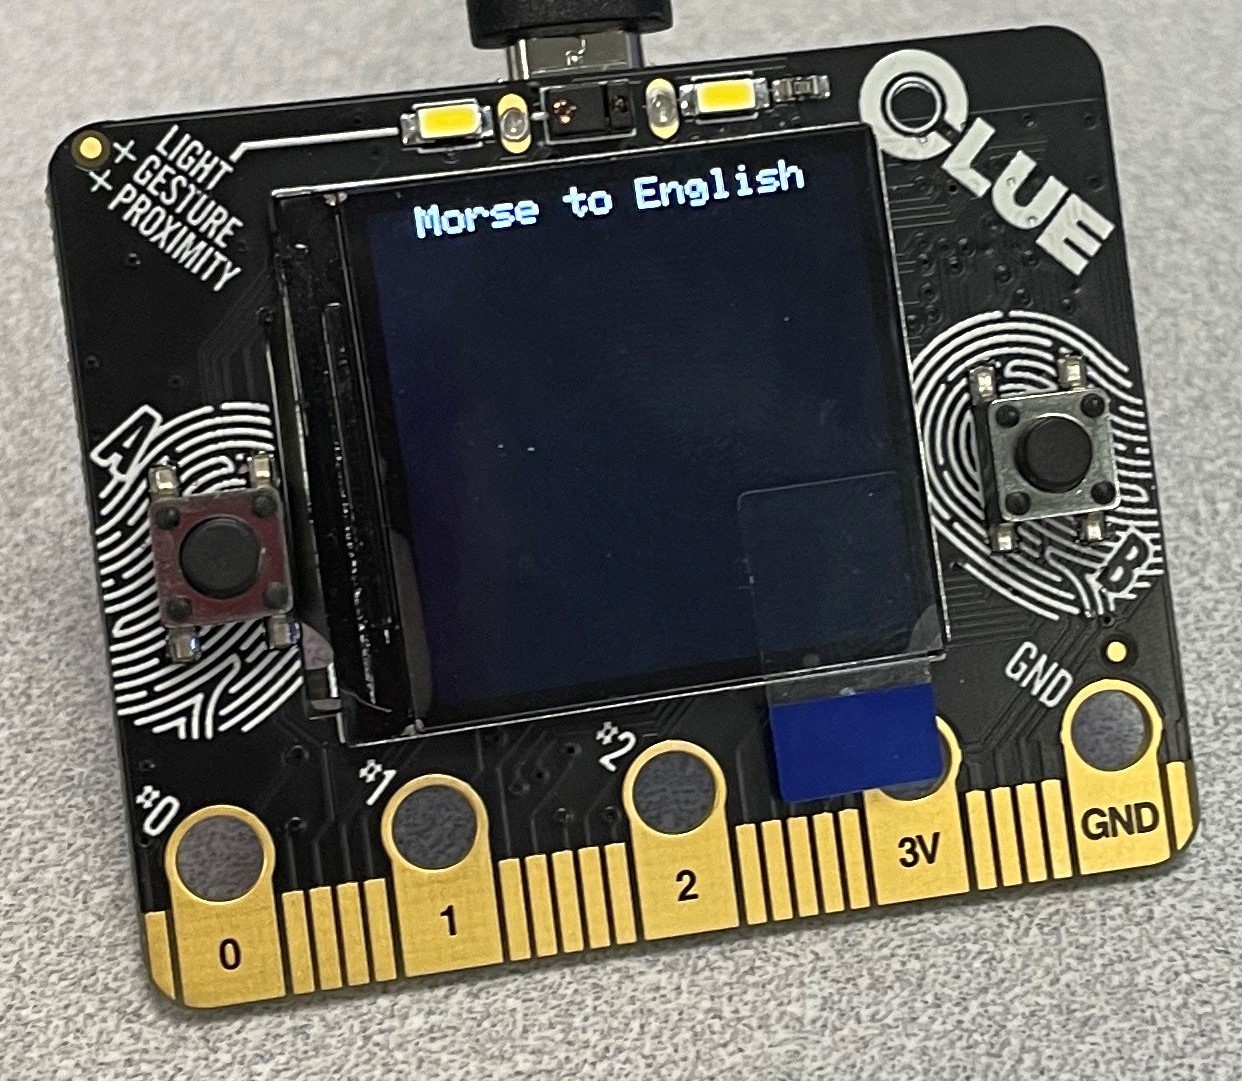 LIGHT
+ GESTURE
+ PROXIMITY
CLUE
Morse to English
A
B
GND
#0
#1
#2
0
1
2
3V
GND